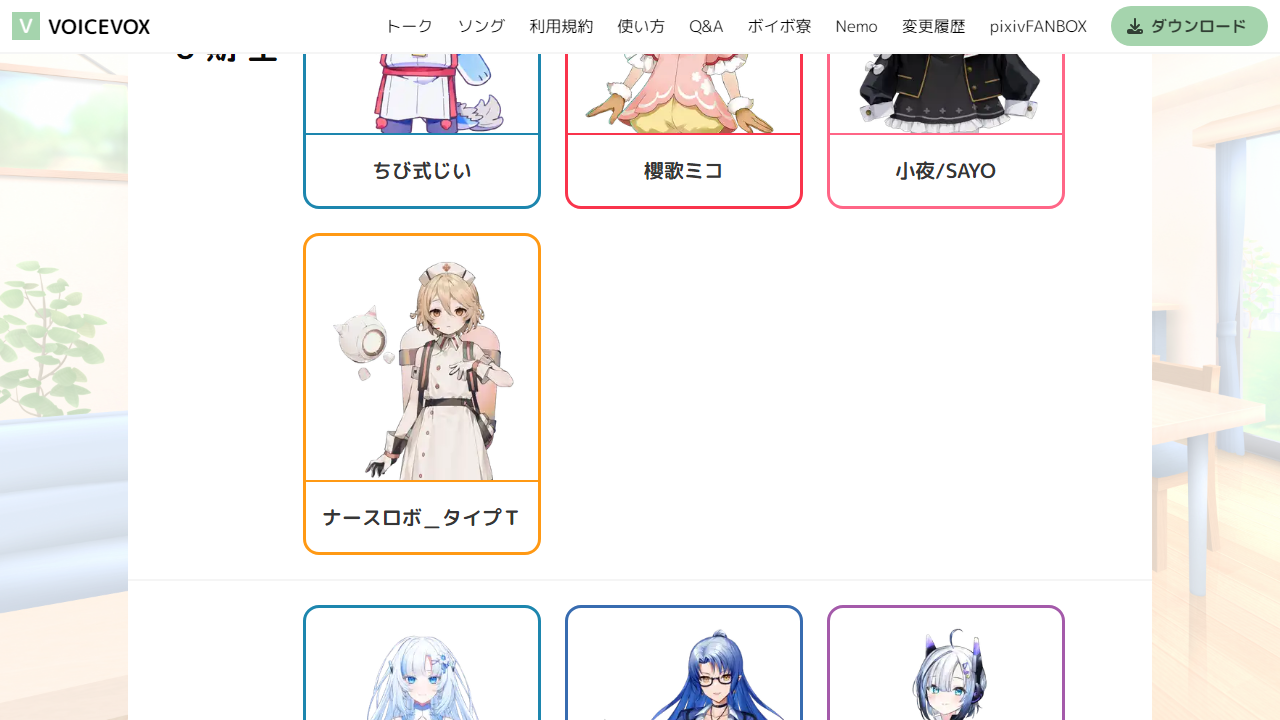 V VOICEVOX トーク ソング 利用規約 使い方 Q&A ボイボ寮 Nemo 変更履歴 pixivFANBOX ダウンロード
ちび式じい 櫻歌ミコ 小夜/SAYO
ナースロボ＿タイプT